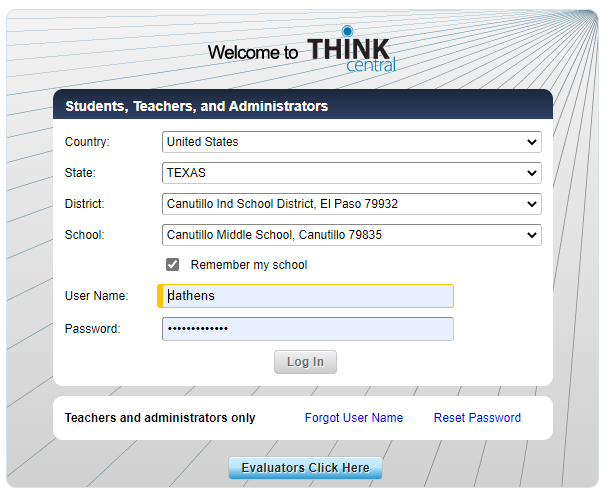 Welcome to THINK central
Students, Teachers, and Administrators
Country: United States
State: TEXAS
District: Canutillo Ind School District, El Paso 79932
School: Canutillo Middle School, Canutillo 79835
Remember my school
User Name: dathens
Password: •••••••••••••
Log In
Teachers and administrators only Forgot User Name Reset Password
Evaluators Click Here